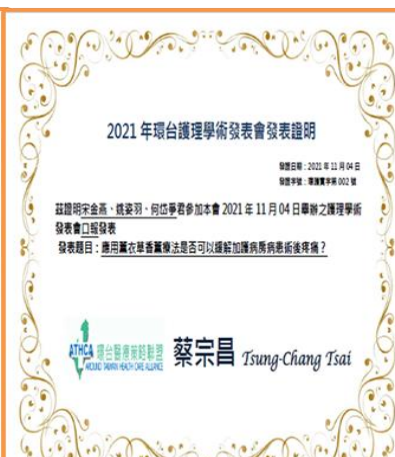 2021 年環台護理學術發表會發表證明
發證日期：2021 年 11 月 04 日
發證字號：環護實字第 002 號
茲證明宋金燕、銚姿羽、何岱爭君參加本會 2021 年 11 月 04 日舉辦之護理學術
發表會口報發表
發表題目：應用薰衣草香薰療法是否可以緩解加護病房病患術後疼痛？
ATHCA 環台醫療策略聯盟
AROUND TAIWAN HEALTH CARE ALLIANCE
蔡宗昌 Tsung-Chang Tsai